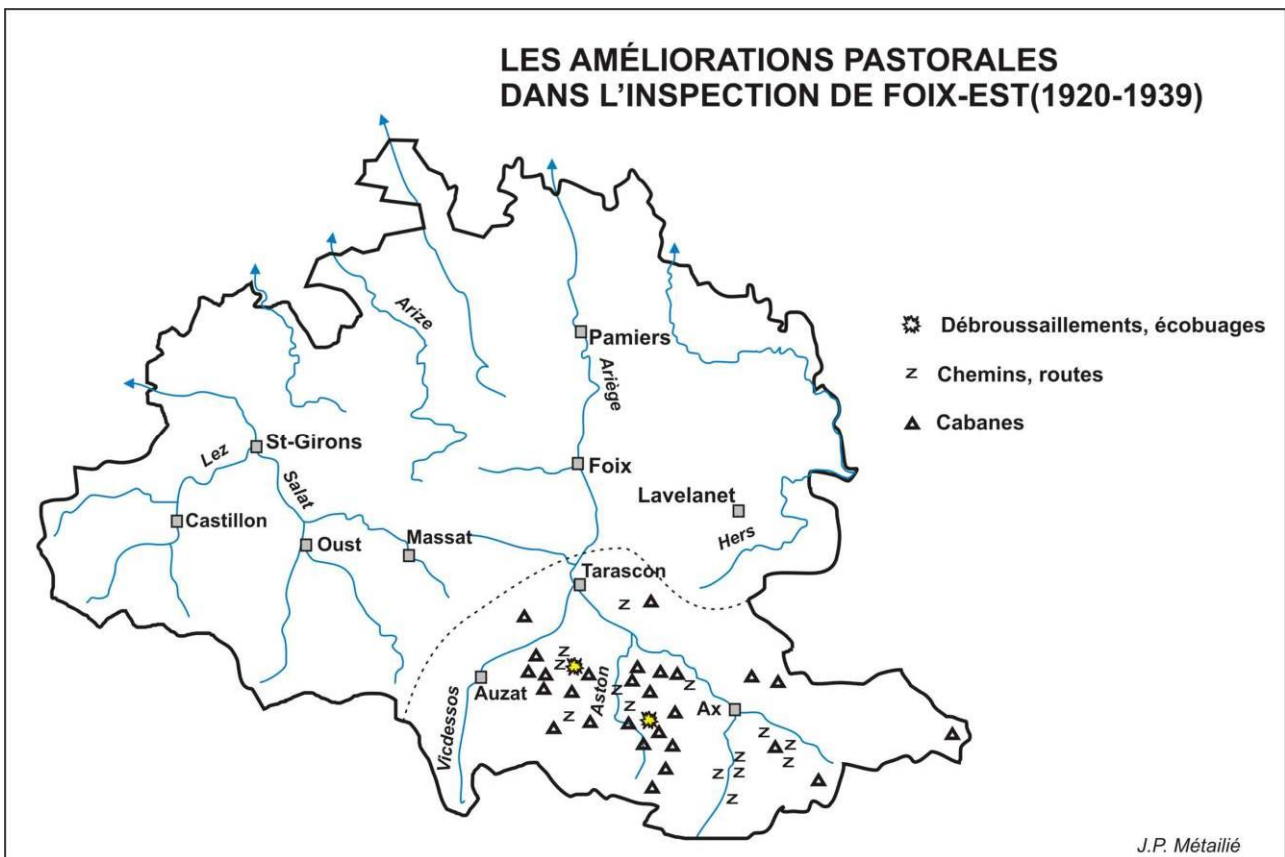 LES AMÉLIORATIONS PASTORALES
DANS L'INSPECTION DE FOIX-EST(1920-1939)
Arize
Pamiers
Ariège
Débroussaillements, écobuages
Chemins, routes
Cabanes
St-Girons
Lez
Salat
Foix
Lavelanet
Castillon
Oust
Massat
Hers
Tarascon
Auzat
Vicdessos
Aston
Ax
J.P. Métailié